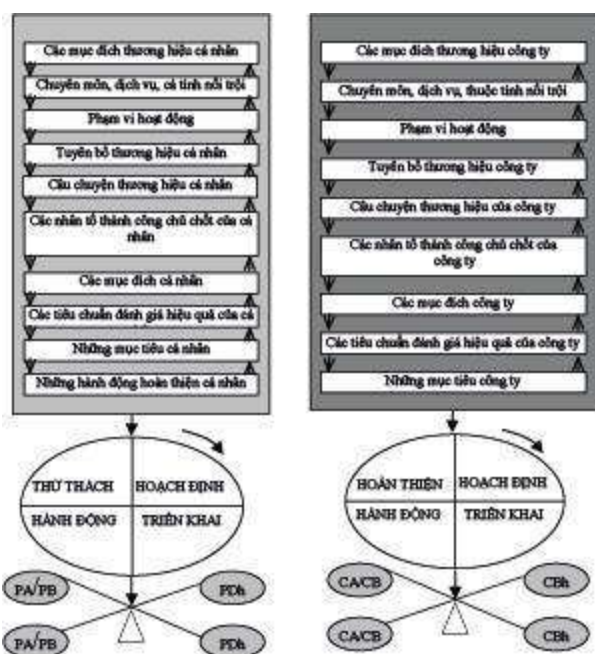 Các mục đích thương hiệu cá nhân
Chuyên môn, dịch vụ, cá tính nổi trội
Phạm vi hoạt động
Tuyên bố thương hiệu cá nhân
Câu chuyện thương hiệu cá nhân
Các nhân tố thành công chủ chốt của cá
nhân
Các mục đích cá nhân
Các tiêu chuẩn đánh giá hiệu quả của cá
Những mục tiêu cá nhân
Những hành động hoàn thiện cá nhân
THỬ THÁCH
HOẠCH ĐỊNH
HÀNH ĐỘNG
TRIỂN KHAI
PA/PB
PDh
PA/PB
PDh
Các mục đích thương hiệu công ty
Chuyên môn, dịch vụ, thuộc tính nổi trội
Phạm vi hoạt động
Tuyên bố thương hiệu công ty
Câu chuyện thương hiệu của công ty
Các nhân tố thành công chủ chốt của
công ty
Các mục đích công ty
Các tiêu chuẩn đánh giá hiệu quả của công ty
Những mục tiêu công ty
HOÀN THIỆN
HOẠCH ĐỊNH
HÀNH ĐỘNG
TRIỂN KHAI
CA/CB
CBh
CA/CB
CBh